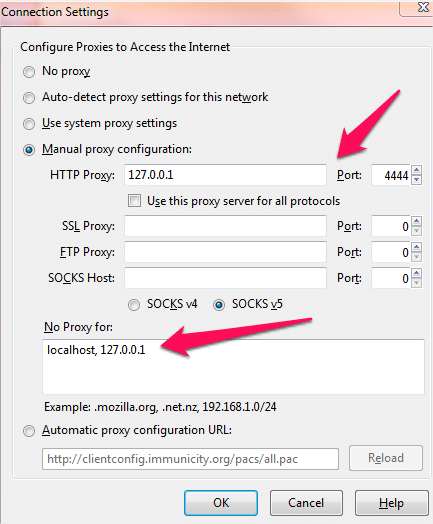 Connection Settings
Configure Proxies to Access the Internet
No proxy
Auto-detect proxy settings for this network
Use system proxy settings
Manual proxy configuration:
HTTP Proxy: 127.0.0.1 Port: 4444
Use this proxy server for all protocols
SSL Proxy: Port: 0
FTP Proxy: Port: 0
SOCKS Host: Port: 0
SOCKS v4 SOCKS v5
No Proxy for:
localhost, 127.0.0.1
Example: .mozilla.org, .net.nz, 192.168.1.0/24
Automatic proxy configuration URL:
http://clientconfig.immunicity.org/pacs/all.pac Reload
OK Cancel Help